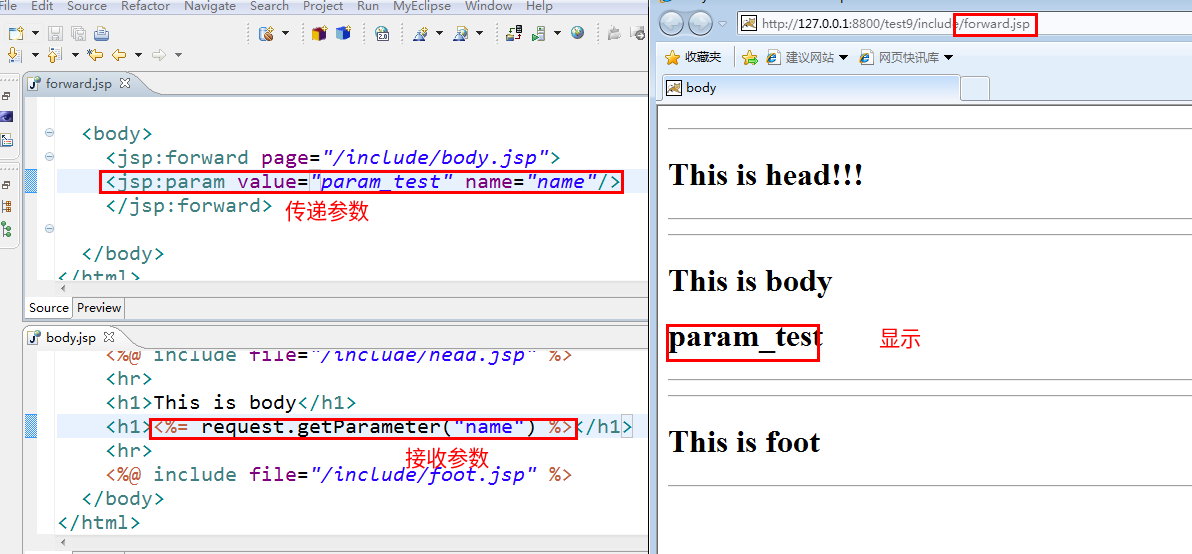 File Edit Source Refactor Navigate Search Project Run MyEclipse Window Help
forward.jsp
<body>
<jsp:forward page="/include/body.jsp">
<jsp:param value="param_test" name="name"/>
</jsp:forward>
传递参数
</body>
</html>
Source Preview
body.jsp
<%@ include file="/include/head.jsp" %>
<hr>
<h1>This is body</h1>
<h1><%= request.getParameter("name") %></h1>
<hr>
接收参数
<%@ include file="/include/foot.jsp" %>
</body>
</html>
http://127.0.0.1:8800/test9/include/forward.jsp
收藏夹 建议网站 网页快讯库
body
This is head!!!
This is body
param_test
显示
This is foot